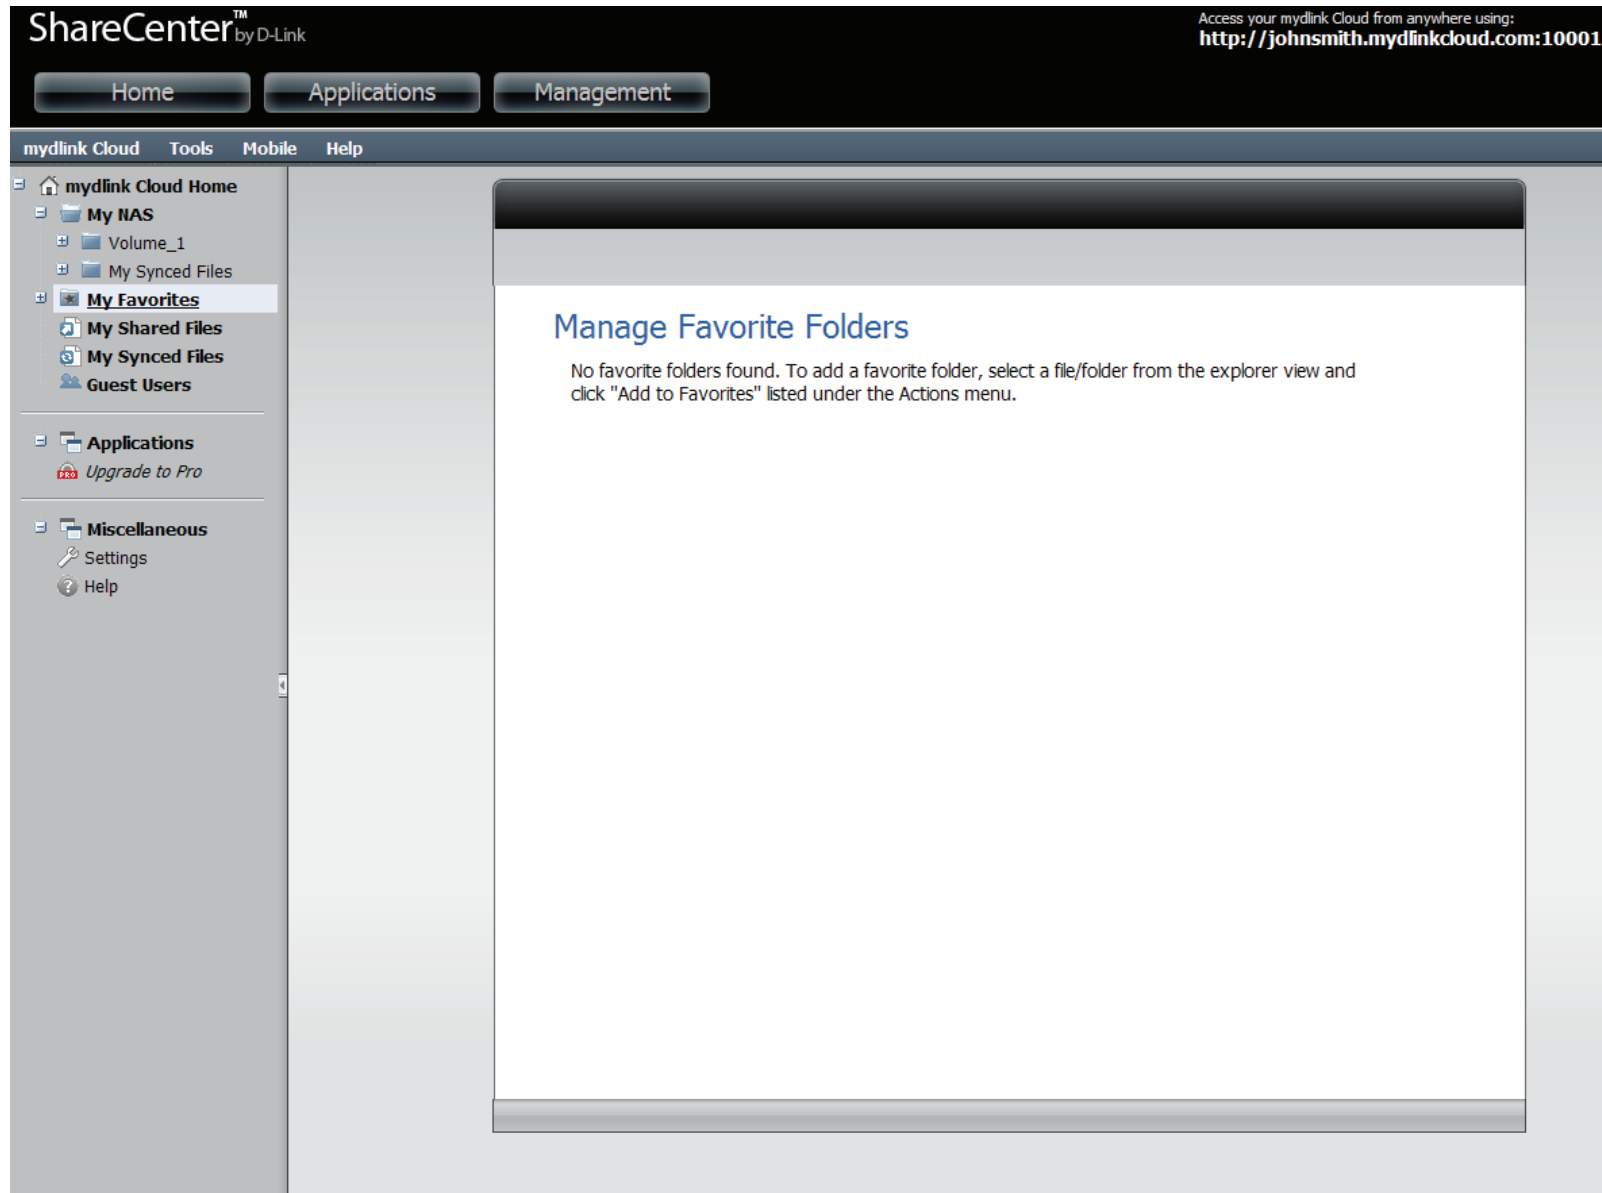 ShareCenter™ by D-Link
Access your mydlink Cloud from anywhere using:
http://johnsmith.mydlinkcloud.com:10001
Home Applications Management
mydlink Cloud Tools Mobile Help
mydlink Cloud Home
My NAS
Volume_1
My Synced Files
My Favorites
My Shared Files
My Synced Files
Guest Users
Applications
PRO Upgrade to Pro
Miscellaneous
Settings
? Help
Manage Favorite Folders
No favorite folders found. To add a favorite folder, select a file/folder from the explorer view and
click "Add to Favorites" listed under the Actions menu.